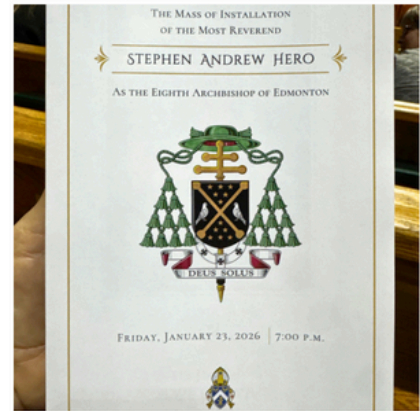 The Mass of Installation
of the Most Reverend
Stephen Andrew Hero
As the Eighth Archbishop of Edmonton
DEUS SOLUS
Friday, January 23, 2026 | 7:00 p.m.